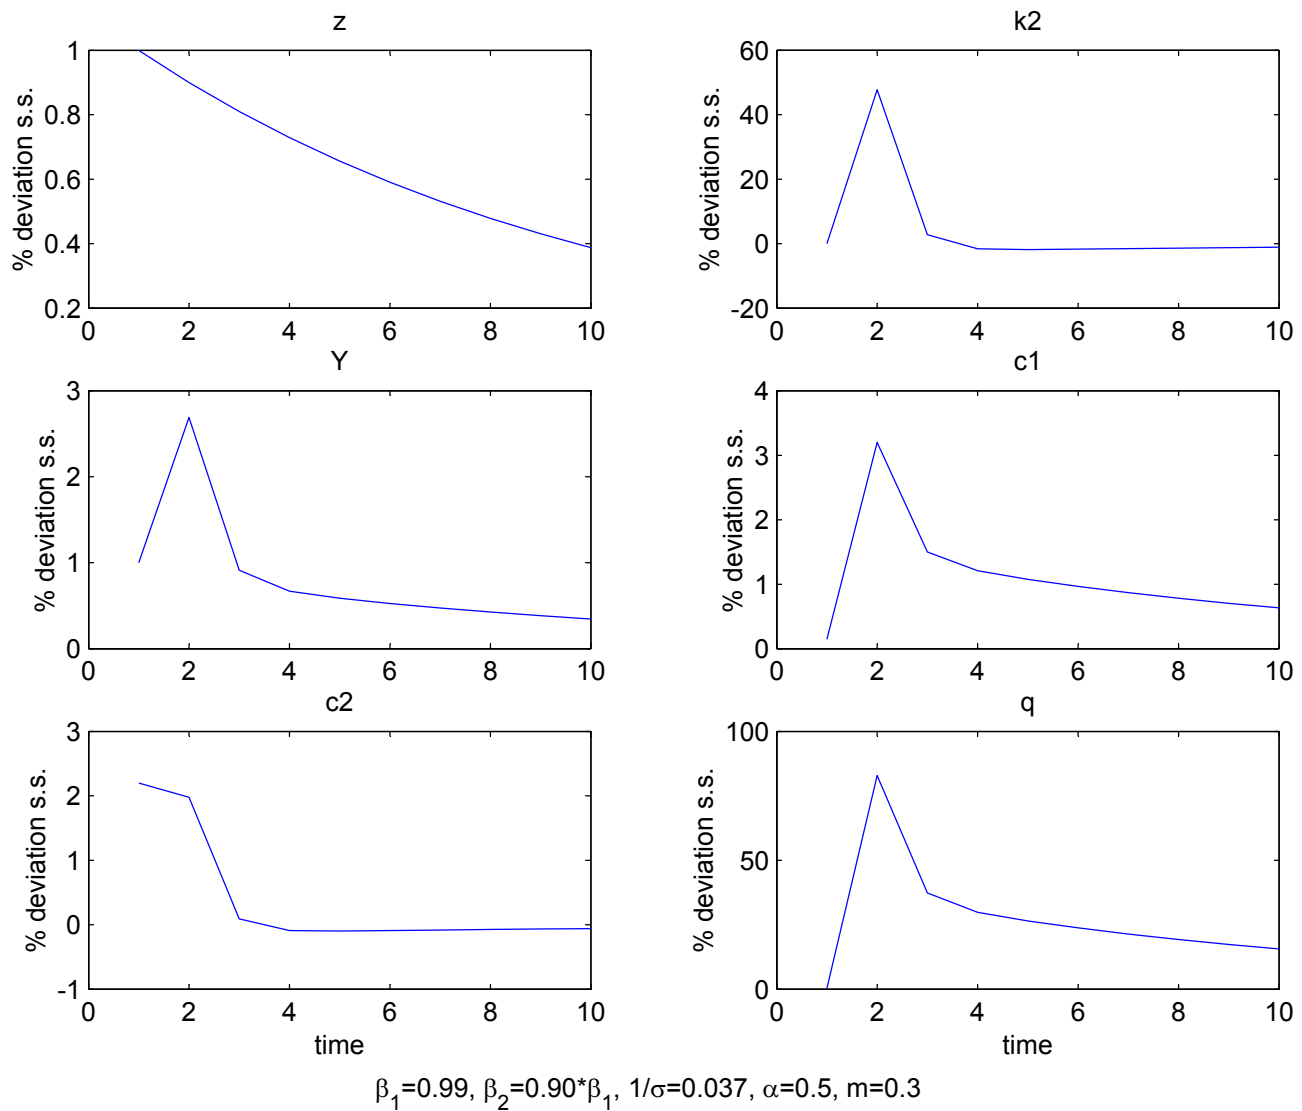 z
1
0.8
0.6
0.4
0.2
% deviation s.s.
0 2 4 6 8 10
k2
60
40
20
0
-20
% deviation s.s.
0 2 4 6 8 10
Y
3
2
1
0
% deviation s.s.
0 2 4 6 8 10
c1
4
3
2
1
0
% deviation s.s.
0 2 4 6 8 10
c2
3
2
1
0
-1
% deviation s.s.
0 2 4 6 8 10
time
q
100
50
0
% deviation s.s.
0 2 4 6 8 10
time
β₁=0.99, β₂=0.90*β₁, 1/σ=0.037, α=0.5, m=0.3